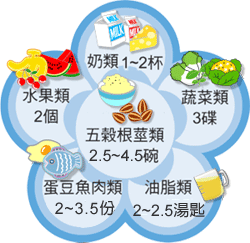 MILK
MILK
奶類 1~2杯
水果類
2個
蔬菜類
3碟
五穀根莖類
2.5~4.5碗
蛋豆魚肉類
2~3.5份
油脂類
2~2.5湯匙